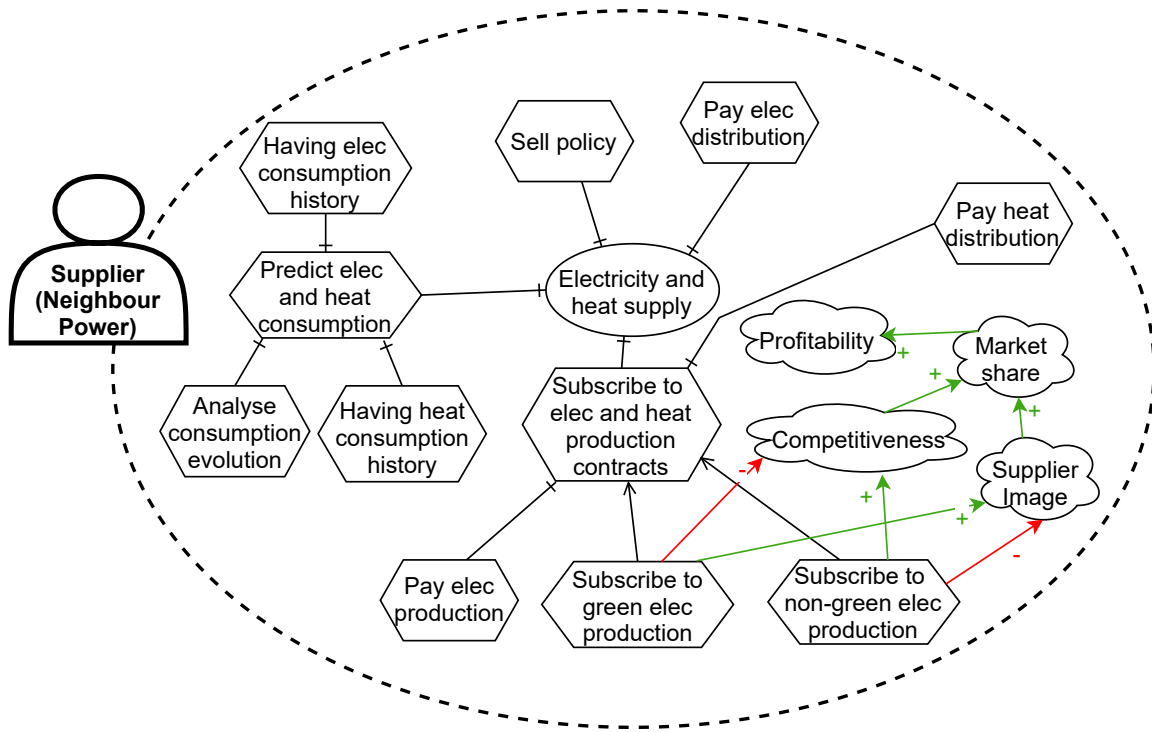 Having elec
consumption
history
Sell policy
Pay elec
distribution
Pay heat
distribution
Supplier
(Neighbour
Power)
Predict elec
and heat
consumption
Electricity and
heat supply
Profitability
+
Market
share
+
Analyse
consumption
evolution
Having heat
consumption
history
Subscribe to
elec and heat
production
contracts
Competitiveness
+
-
Supplier
Image
+
+
-
Pay elec
production
Subscribe to
green elec
production
Subscribe to
non-green elec
production